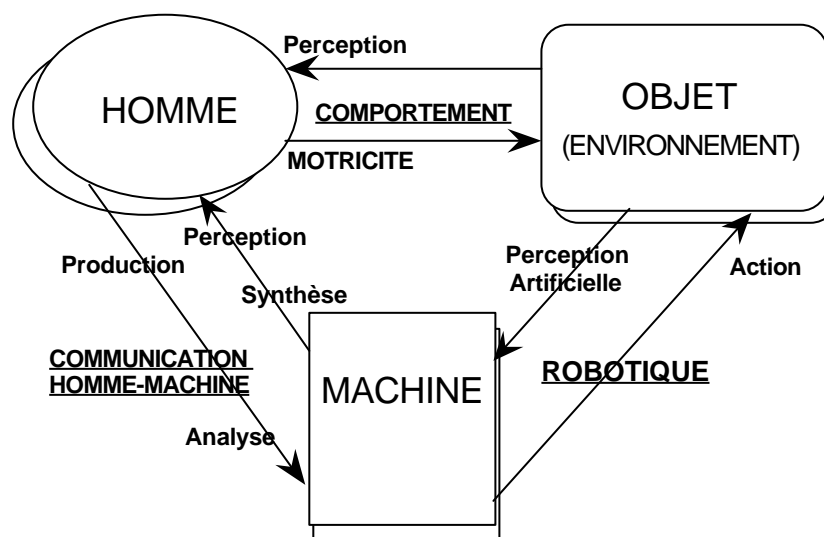 Perception
HOMME
OBJET
(ENVIRONNEMENT)
COMPORTEMENT
MOTRICITE
Perception
Production
Synthèse
Perception
Artificielle
Action
COMMUNICATION
HOMME-MACHINE
MACHINE
ROBOTIQUE
Analyse